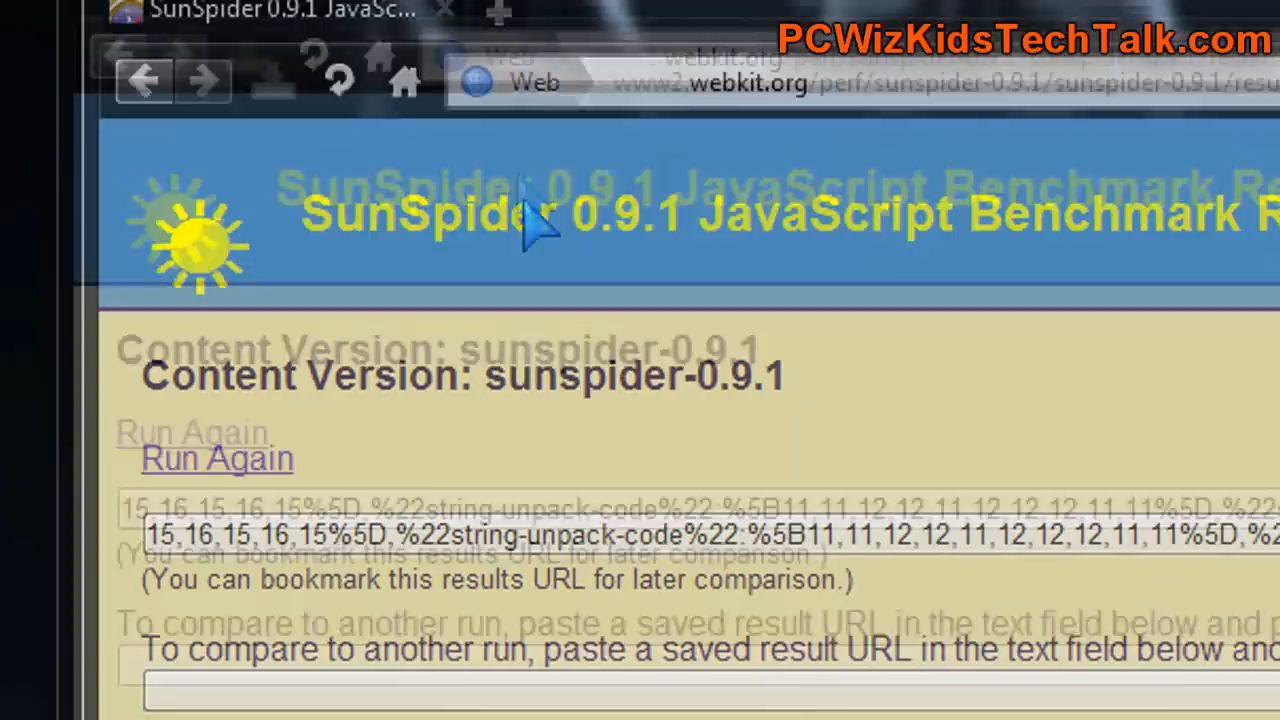 SunSpider 0.9.1 JavaSc...
PCWizKidsTechTalk.com
Web
www2.webkit.org/perf/sunspider-0.9.1/sunspider-0.9.1/resu
SunSpider 0.9.1 JavaScript Benchmark R
Content Version: sunspider-0.9.1
Run Again
15,16,15,16,15%5D,%22string-unpack-code%22:%5B11,11,12,12,11,12,12,12,11,11%5D,%2
(You can bookmark this results URL for later comparison.)
To compare to another run, paste a saved result URL in the text field below and